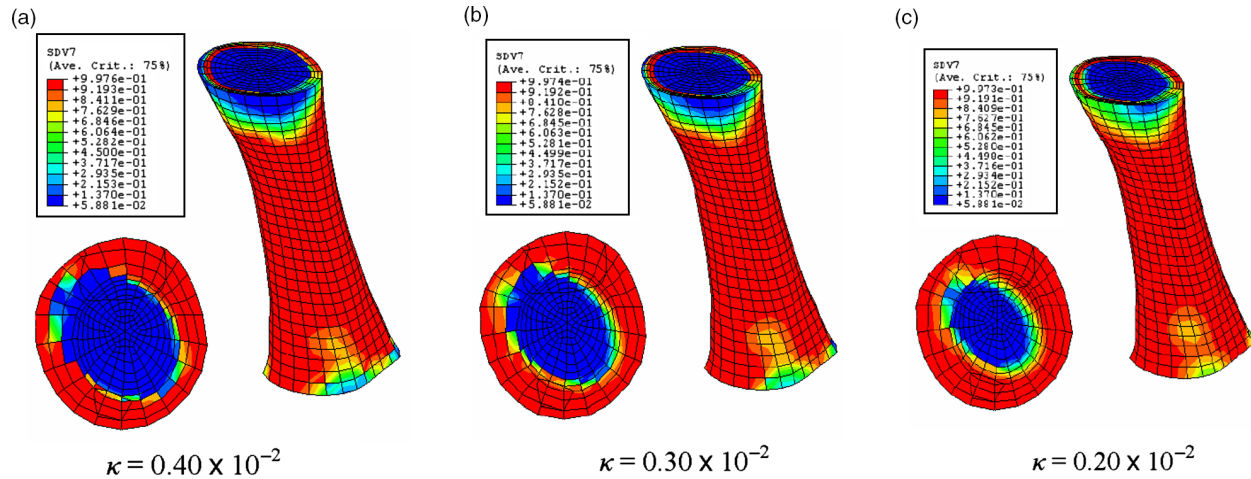 (a)
SDV7
(Ave. Crit.: 75%)
+9.976e-01
+9.193e-01
+8.411e-01
+7.629e-01
+6.846e-01
+6.064e-01
+5.282e-01
+4.500e-01
+3.717e-01
+2.935e-01
+2.153e-01
+1.370e-01
+5.881e-02
κ = 0.40 x 10⁻²
(b)
SDV7
(Ave. Crit.: 75%)
+9.974e-01
+9.192e-01
+8.410e-01
+7.628e-01
+6.845e-01
+6.063e-01
+5.281e-01
+4.499e-01
+3.717e-01
+2.935e-01
+2.152e-01
+1.370e-01
+5.881e-02
κ = 0.30 x 10⁻²
(c)
SDV7
(Ave. Crit.: 75%)
+9.973e-01
+9.191e-01
+8.409e-01
+7.627e-01
+6.845e-01
+6.062e-01
+5.280e-01
+4.498e-01
+3.716e-01
+2.934e-01
+2.152e-01
+1.370e-01
+5.881e-02
κ = 0.20 x 10⁻²